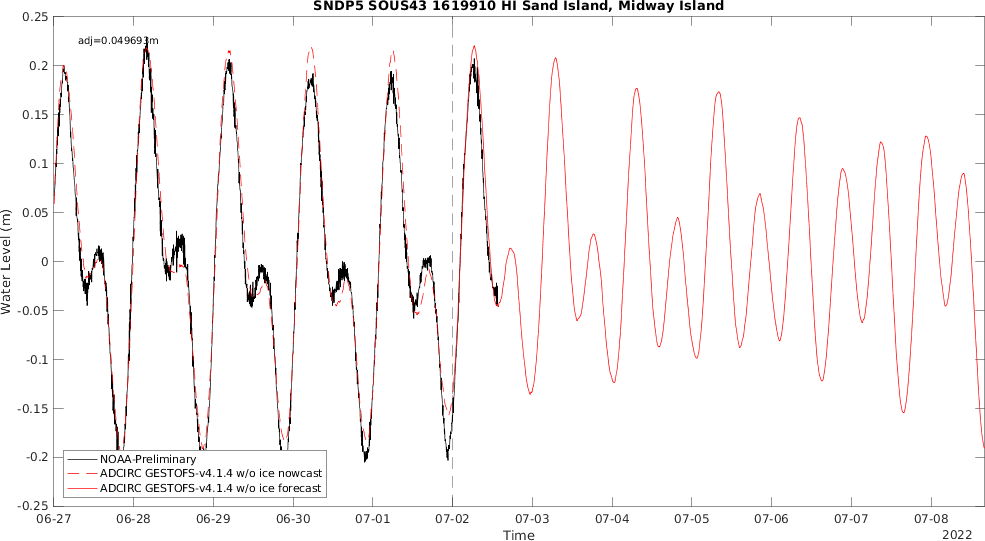 SNDP5 SOUS43 1619910 HI Sand Island, Midway Island
adj=0.049693m
Water Level (m)
0.25
0.2
0.15
0.1
0.05
0
-0.05
-0.1
-0.15
-0.2
-0.25
NOAA-Preliminary
ADCIRC GESTOFS-v4.1.4 w/o ice nowcast
ADCIRC GESTOFS-v4.1.4 w/o ice forecast
06-27 06-28 06-29 06-30 07-01 07-02 07-03 07-04 07-05 07-06 07-07 07-08
Time
2022